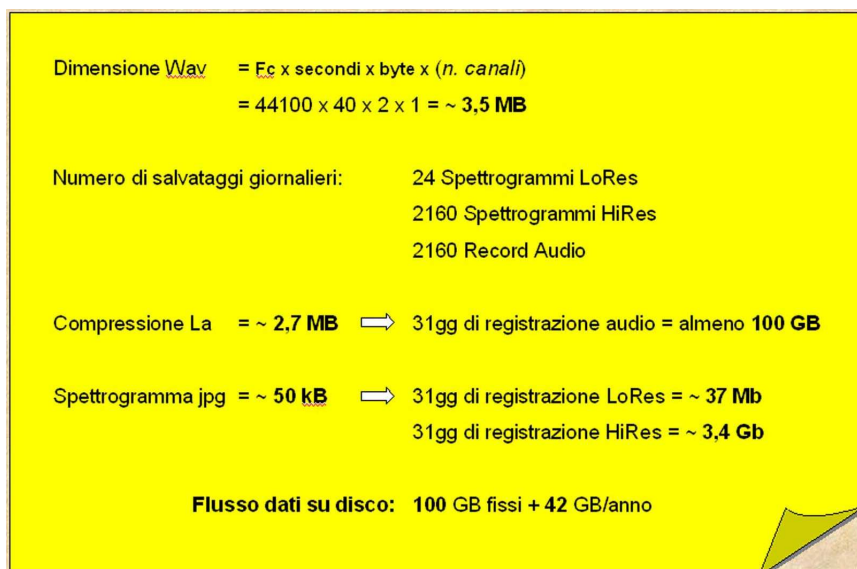 Dimensione Wav = Fc x secondi x byte x (n. canali)
= 44100 x 40 x 2 x 1 = ~ 3,5 MB
Numero di salvataggi giornalieri: 24 Spettrogrammi LoRes
2160 Spettrogrammi HiRes
2160 Record Audio
Compressione La = ~ 2,7 MB ⇨ 31gg di registrazione audio = almeno 100 GB
Spettrogramma jpg = ~ 50 kB ⇨ 31gg di registrazione LoRes = ~ 37 Mb
31gg di registrazione HiRes = ~ 3,4 Gb
Flusso dati su disco: 100 GB fissi + 42 GB/anno